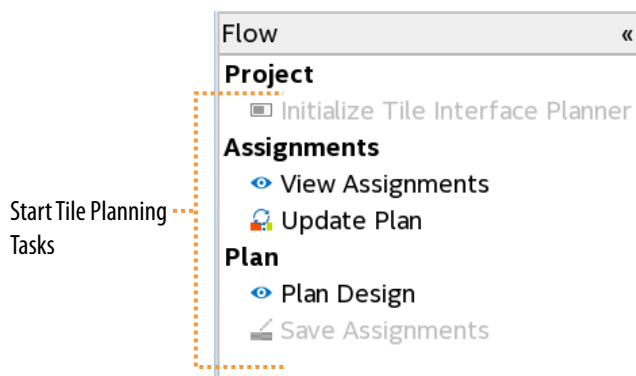 Flow «
Project
Initialize Tile Interface Planner
Assignments
View Assignments
Start Tile Planning
Tasks
Update Plan
Plan
Plan Design
Save Assignments